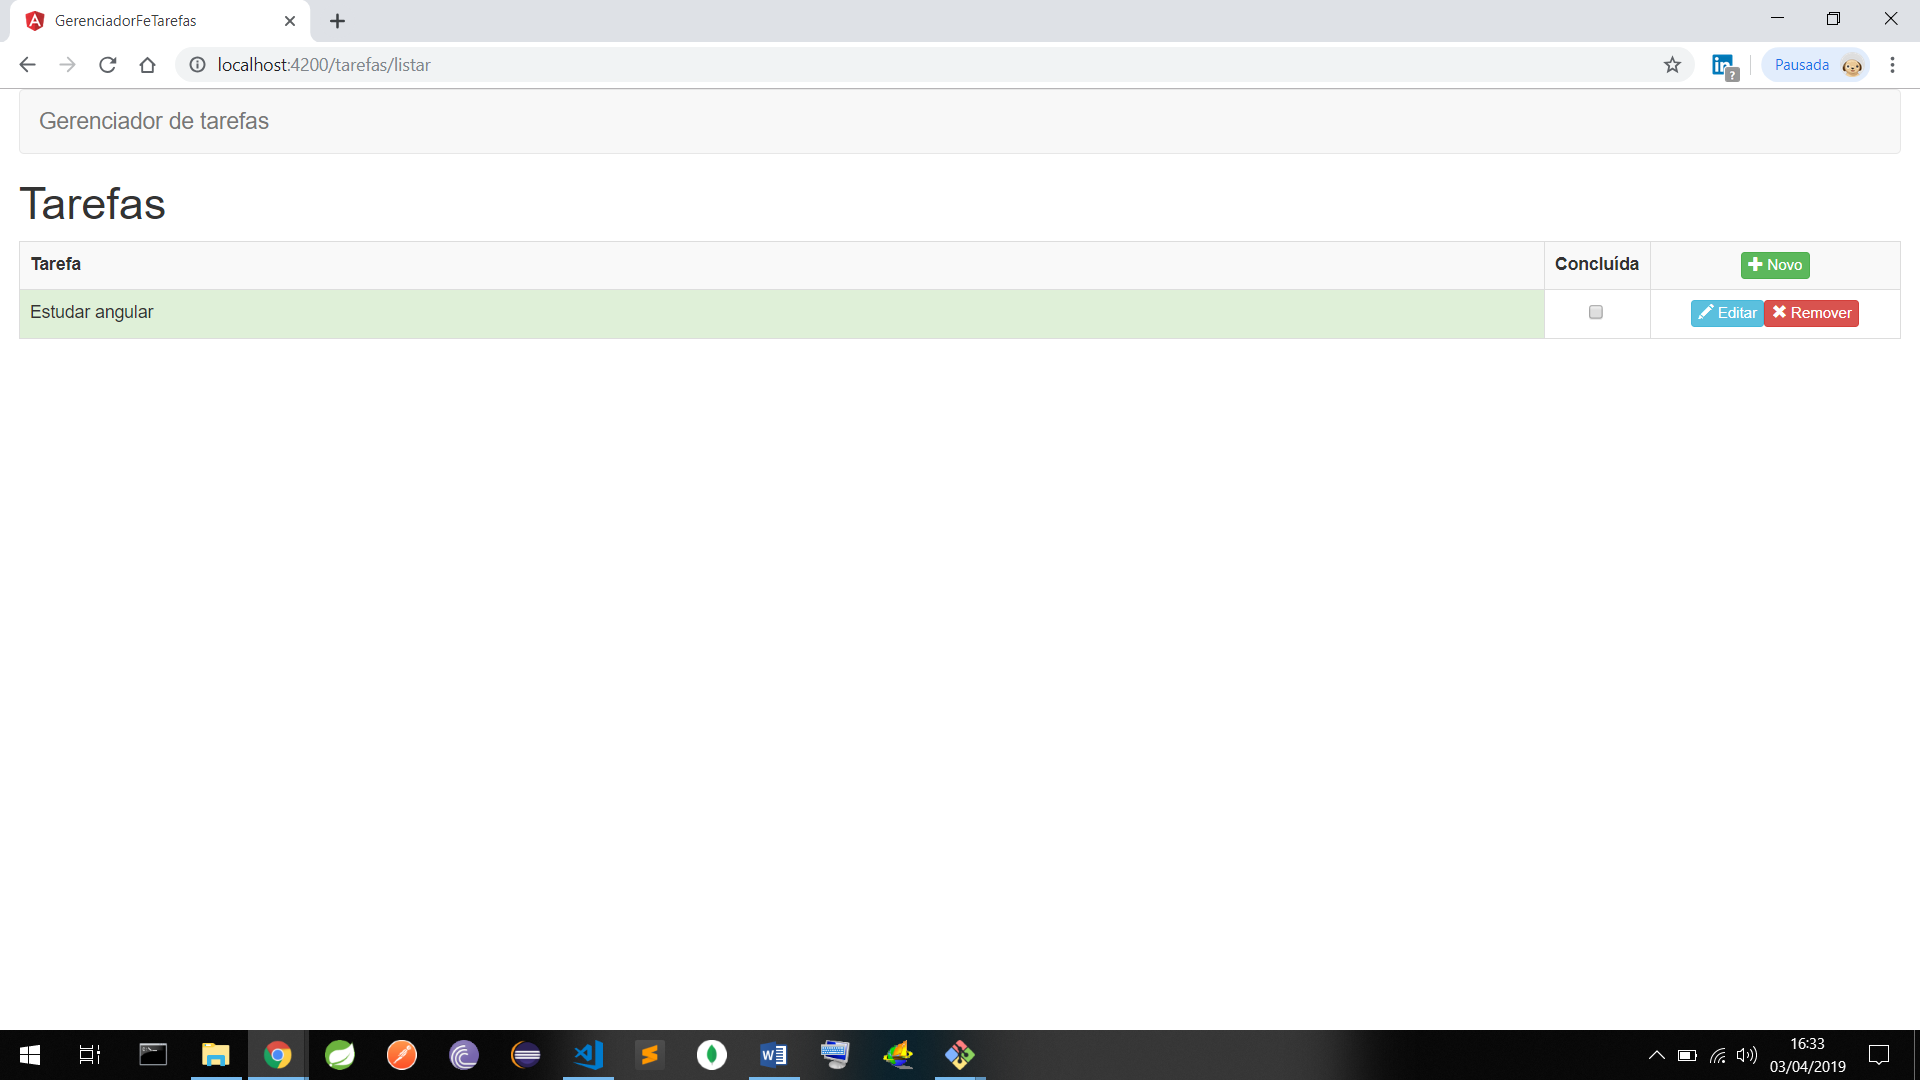 GerenciadorFeTarefas
localhost:4200/tarefas/listar
Pausada
Gerenciador de tarefas
Tarefas
Tarefa Concluída Novo
Estudar angular Editar Remover
16:33
03/04/2019